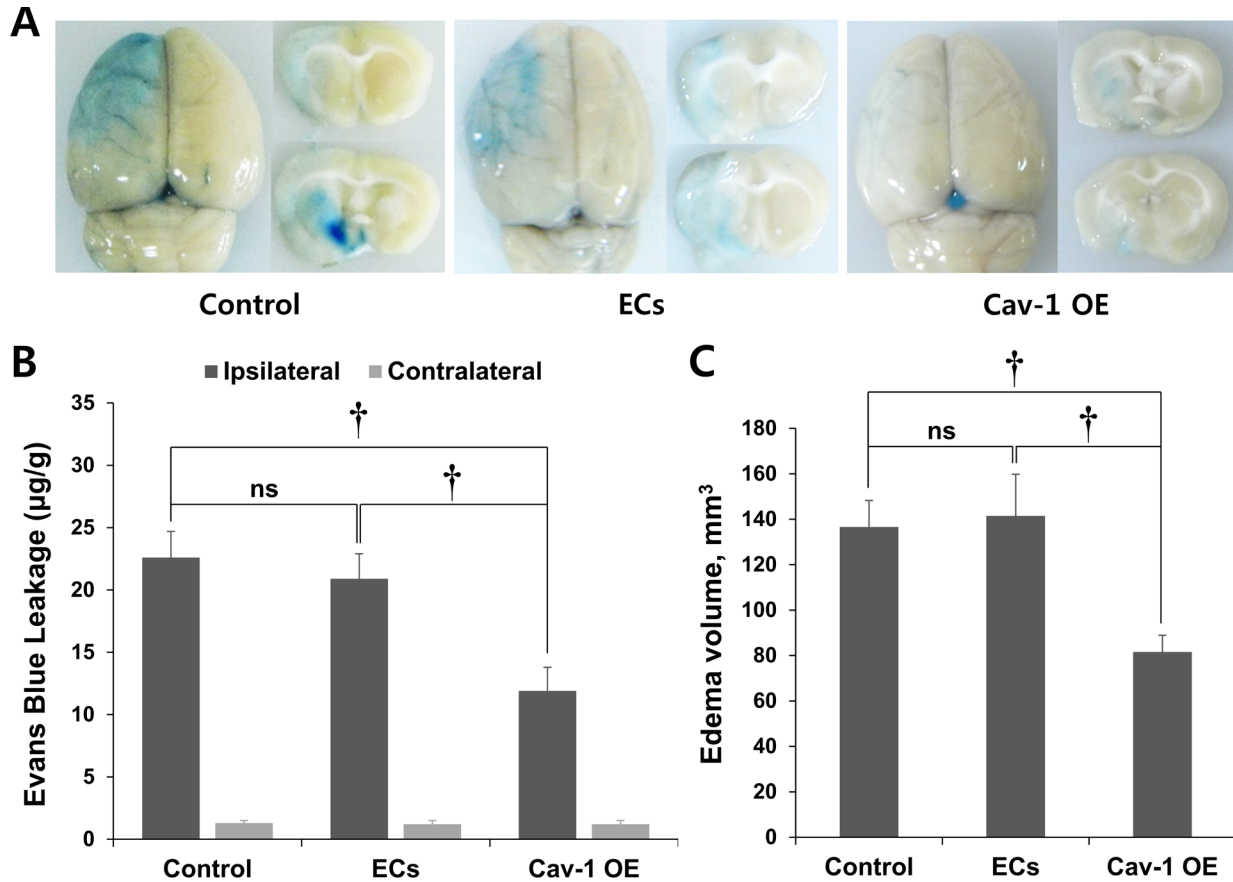 A
Control
ECs
Cav-1 OE
B
Ipsilateral
Contralateral
Evans Blue Leakage (µg/g)
35
30
25
20
15
10
5
0
†
ns
†
Control
ECs
Cav-1 OE
C
Edema volume, mm³
180
160
140
120
100
80
60
40
20
0
†
ns
†
Control
ECs
Cav-1 OE